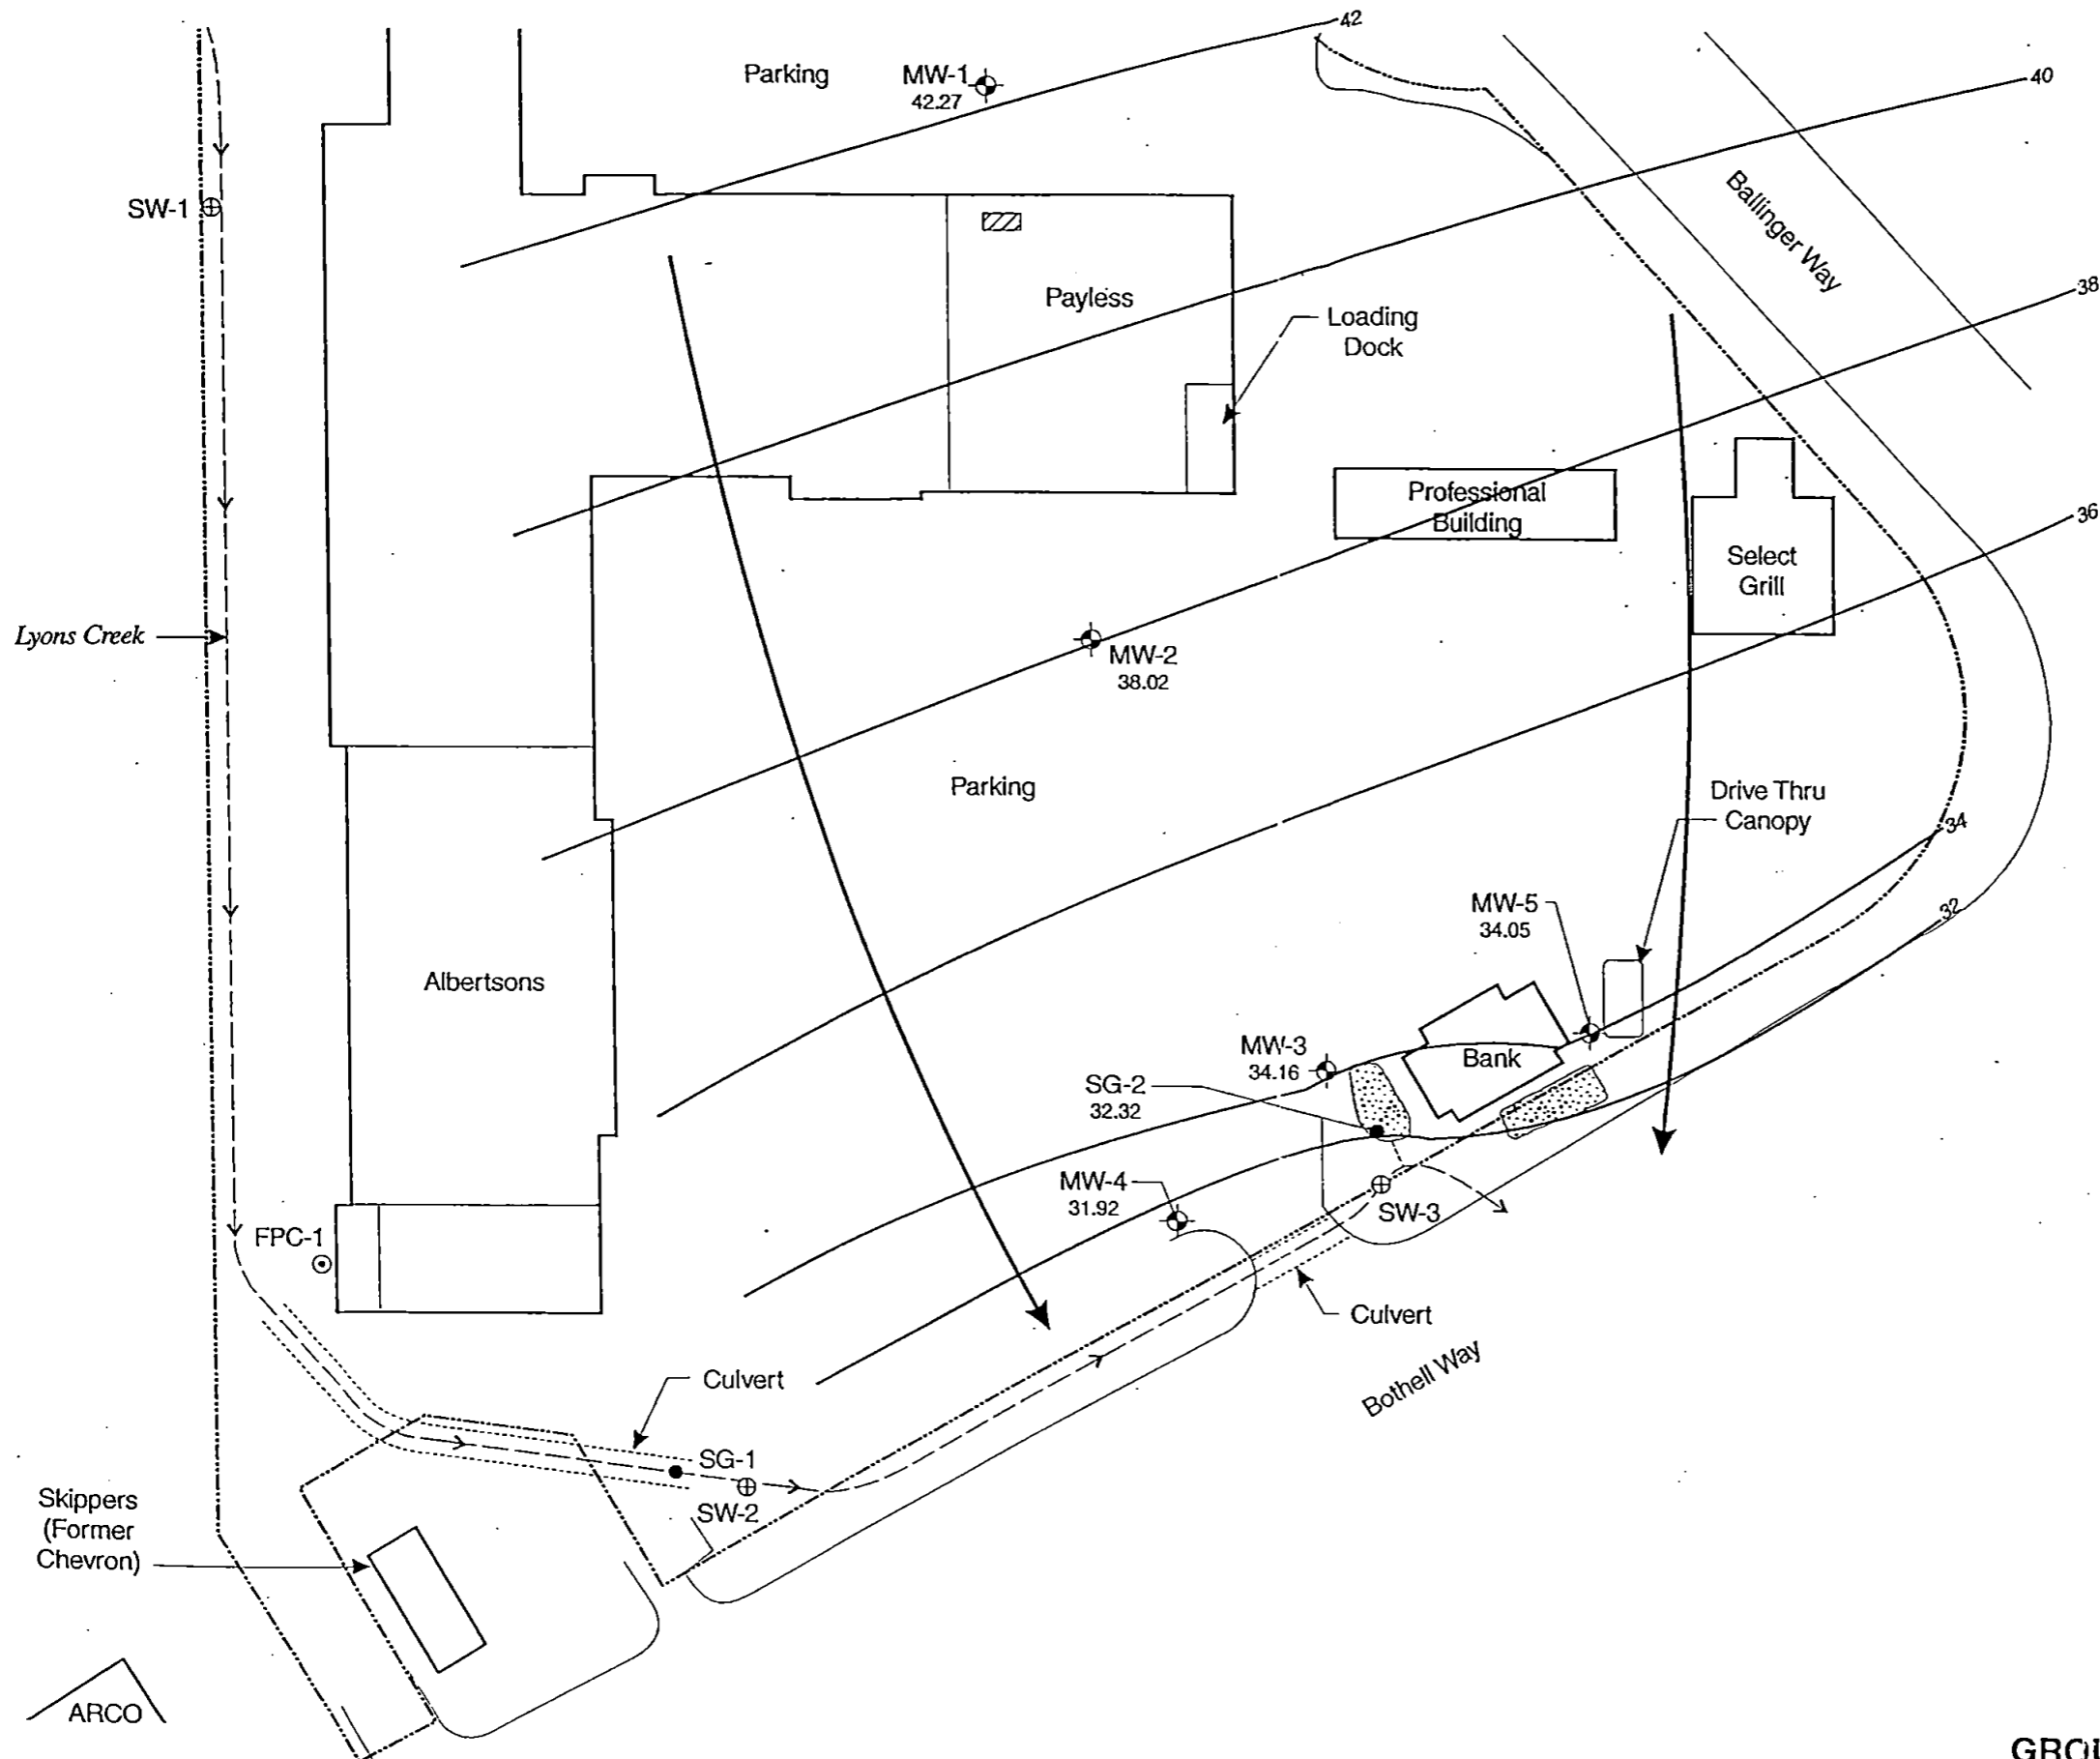 42
Parking
MW-1
42.27
40
SW-1
Ballinger Way
38
Payless
Loading
Dock
Professional
Building
36
Select
Grill
Lyons Creek
MW-2
38.02
Parking
Drive Thru
Canopy
34
MW-5
34.05
32
Albertsons
MW-3
34.16
Bank
SG-2
32.32
MW-4
31.92
SW-3
FPC-1
Culvert
Bothell Way
Culvert
SG-1
SW-2
Skippers
(Former
Chevron)
ARCO